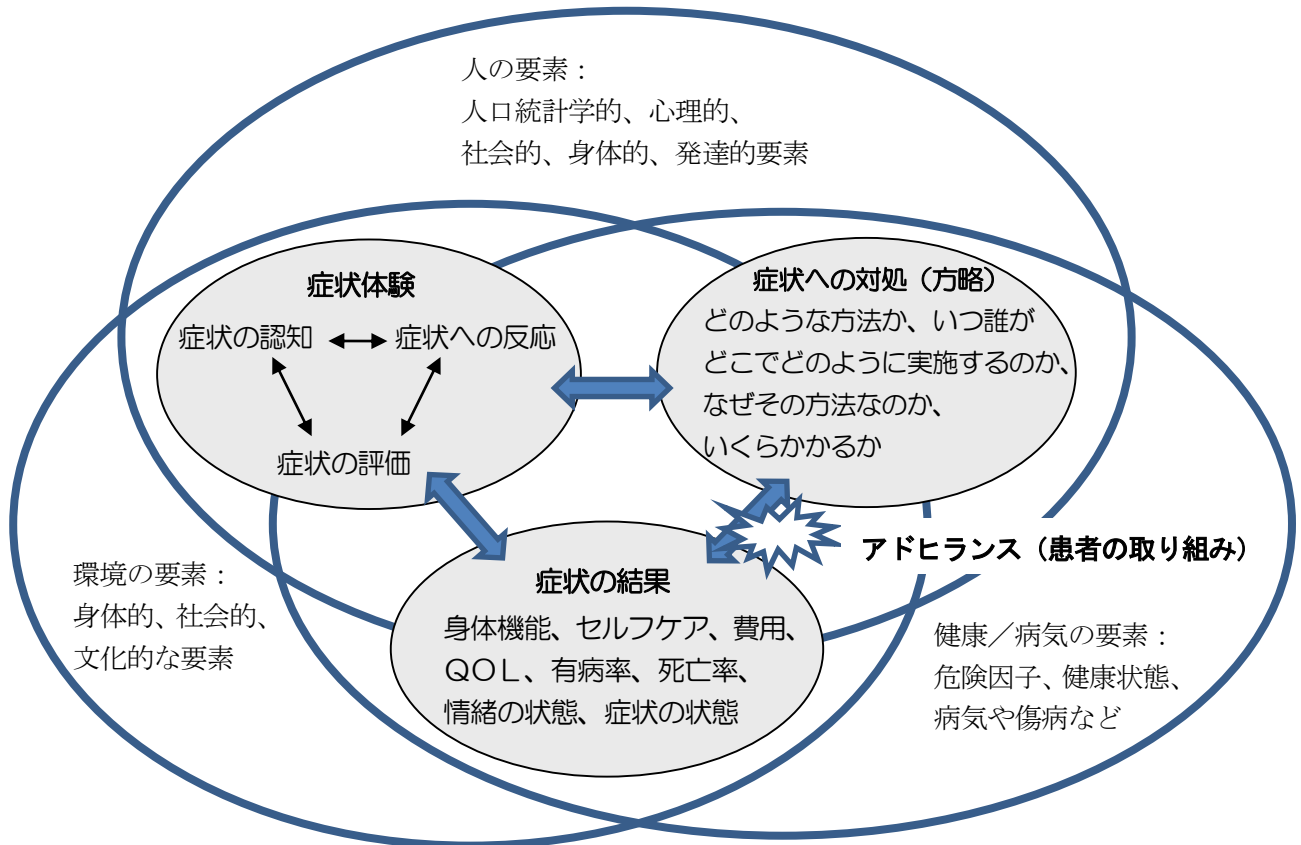 人の要素：
人口統計学的、心理的、
社会的、身体的、発達的要素
症状体験
症状の認知
症状への反応
症状の評価
症状への対処（方略）
どのような方法か、いつ誰が
どこでどのように実施するのか、
なぜその方法なのか、
いくらかかるか
アドヒランス（患者の取り組み）
症状の結果
身体機能、セルフケア、費用、
ＱＯＬ、有病率、死亡率、
情緒の状態、症状の状態
環境の要素：
身体的、社会的、
文化的な要素
健康／病気の要素：
危険因子、健康状態、
病気や傷病など